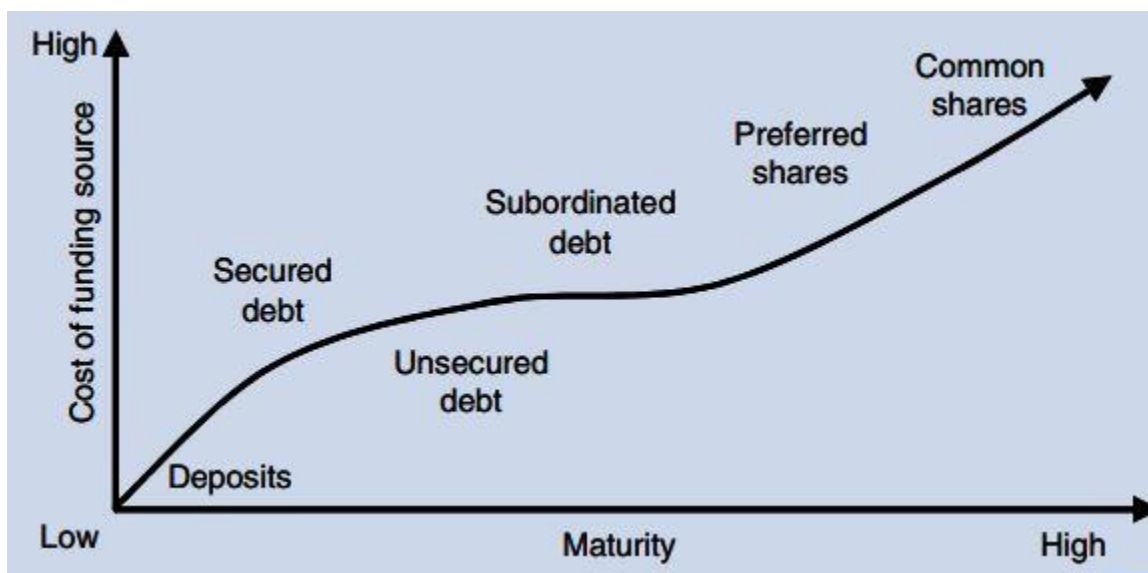 High
Common
shares
Preferred
shares
Subordinated
debt
Secured
debt
Unsecured
debt
Cost of funding source
Deposits
Low
Maturity
High